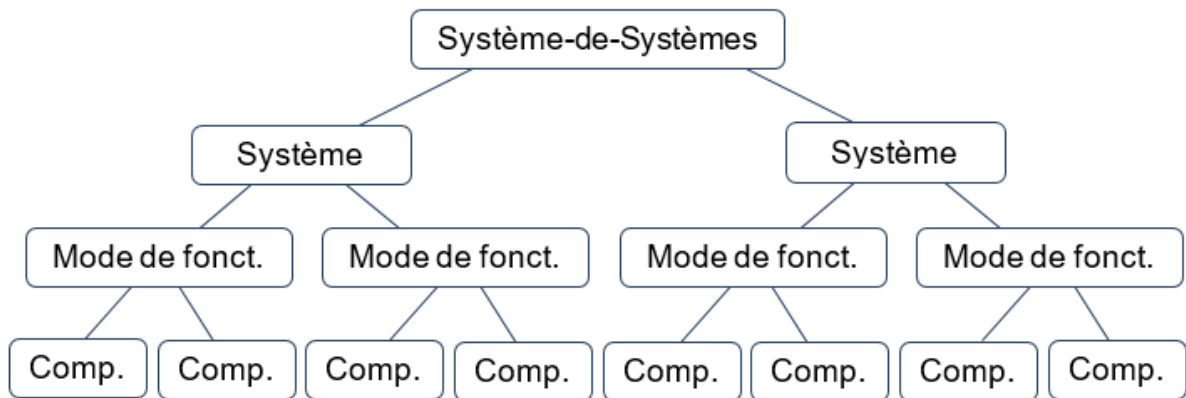 Système-de-Systèmes
Système
Système
Mode de fonct.
Mode de fonct.
Mode de fonct.
Mode de fonct.
Comp.
Comp.
Comp.
Comp.
Comp.
Comp.
Comp.
Comp.